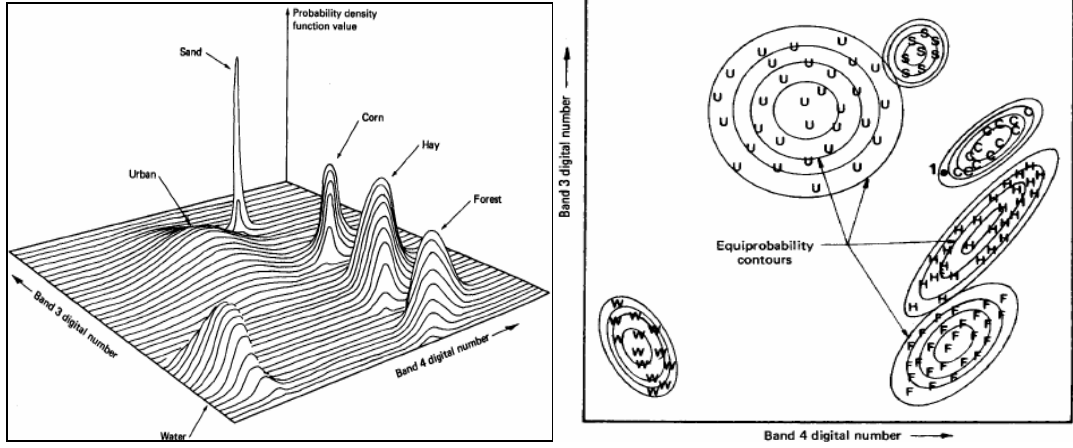 Probability density
function value
Sand
Corn
Hay
Urban
Forest
Band 3 digital number
Band 4 digital number
Water
Band 3 digital number
U U U U U U U U U U U U U U U U U U U U U U U U U
S S S S S S S S
C C C C C C C C C C
1
H H H H H H H H H H H H H H H H H H H H
Equiprobability
contours
W W W W W W W W W W W
F F F F F F F F F F F F F F F F F F F F
Band 4 digital number